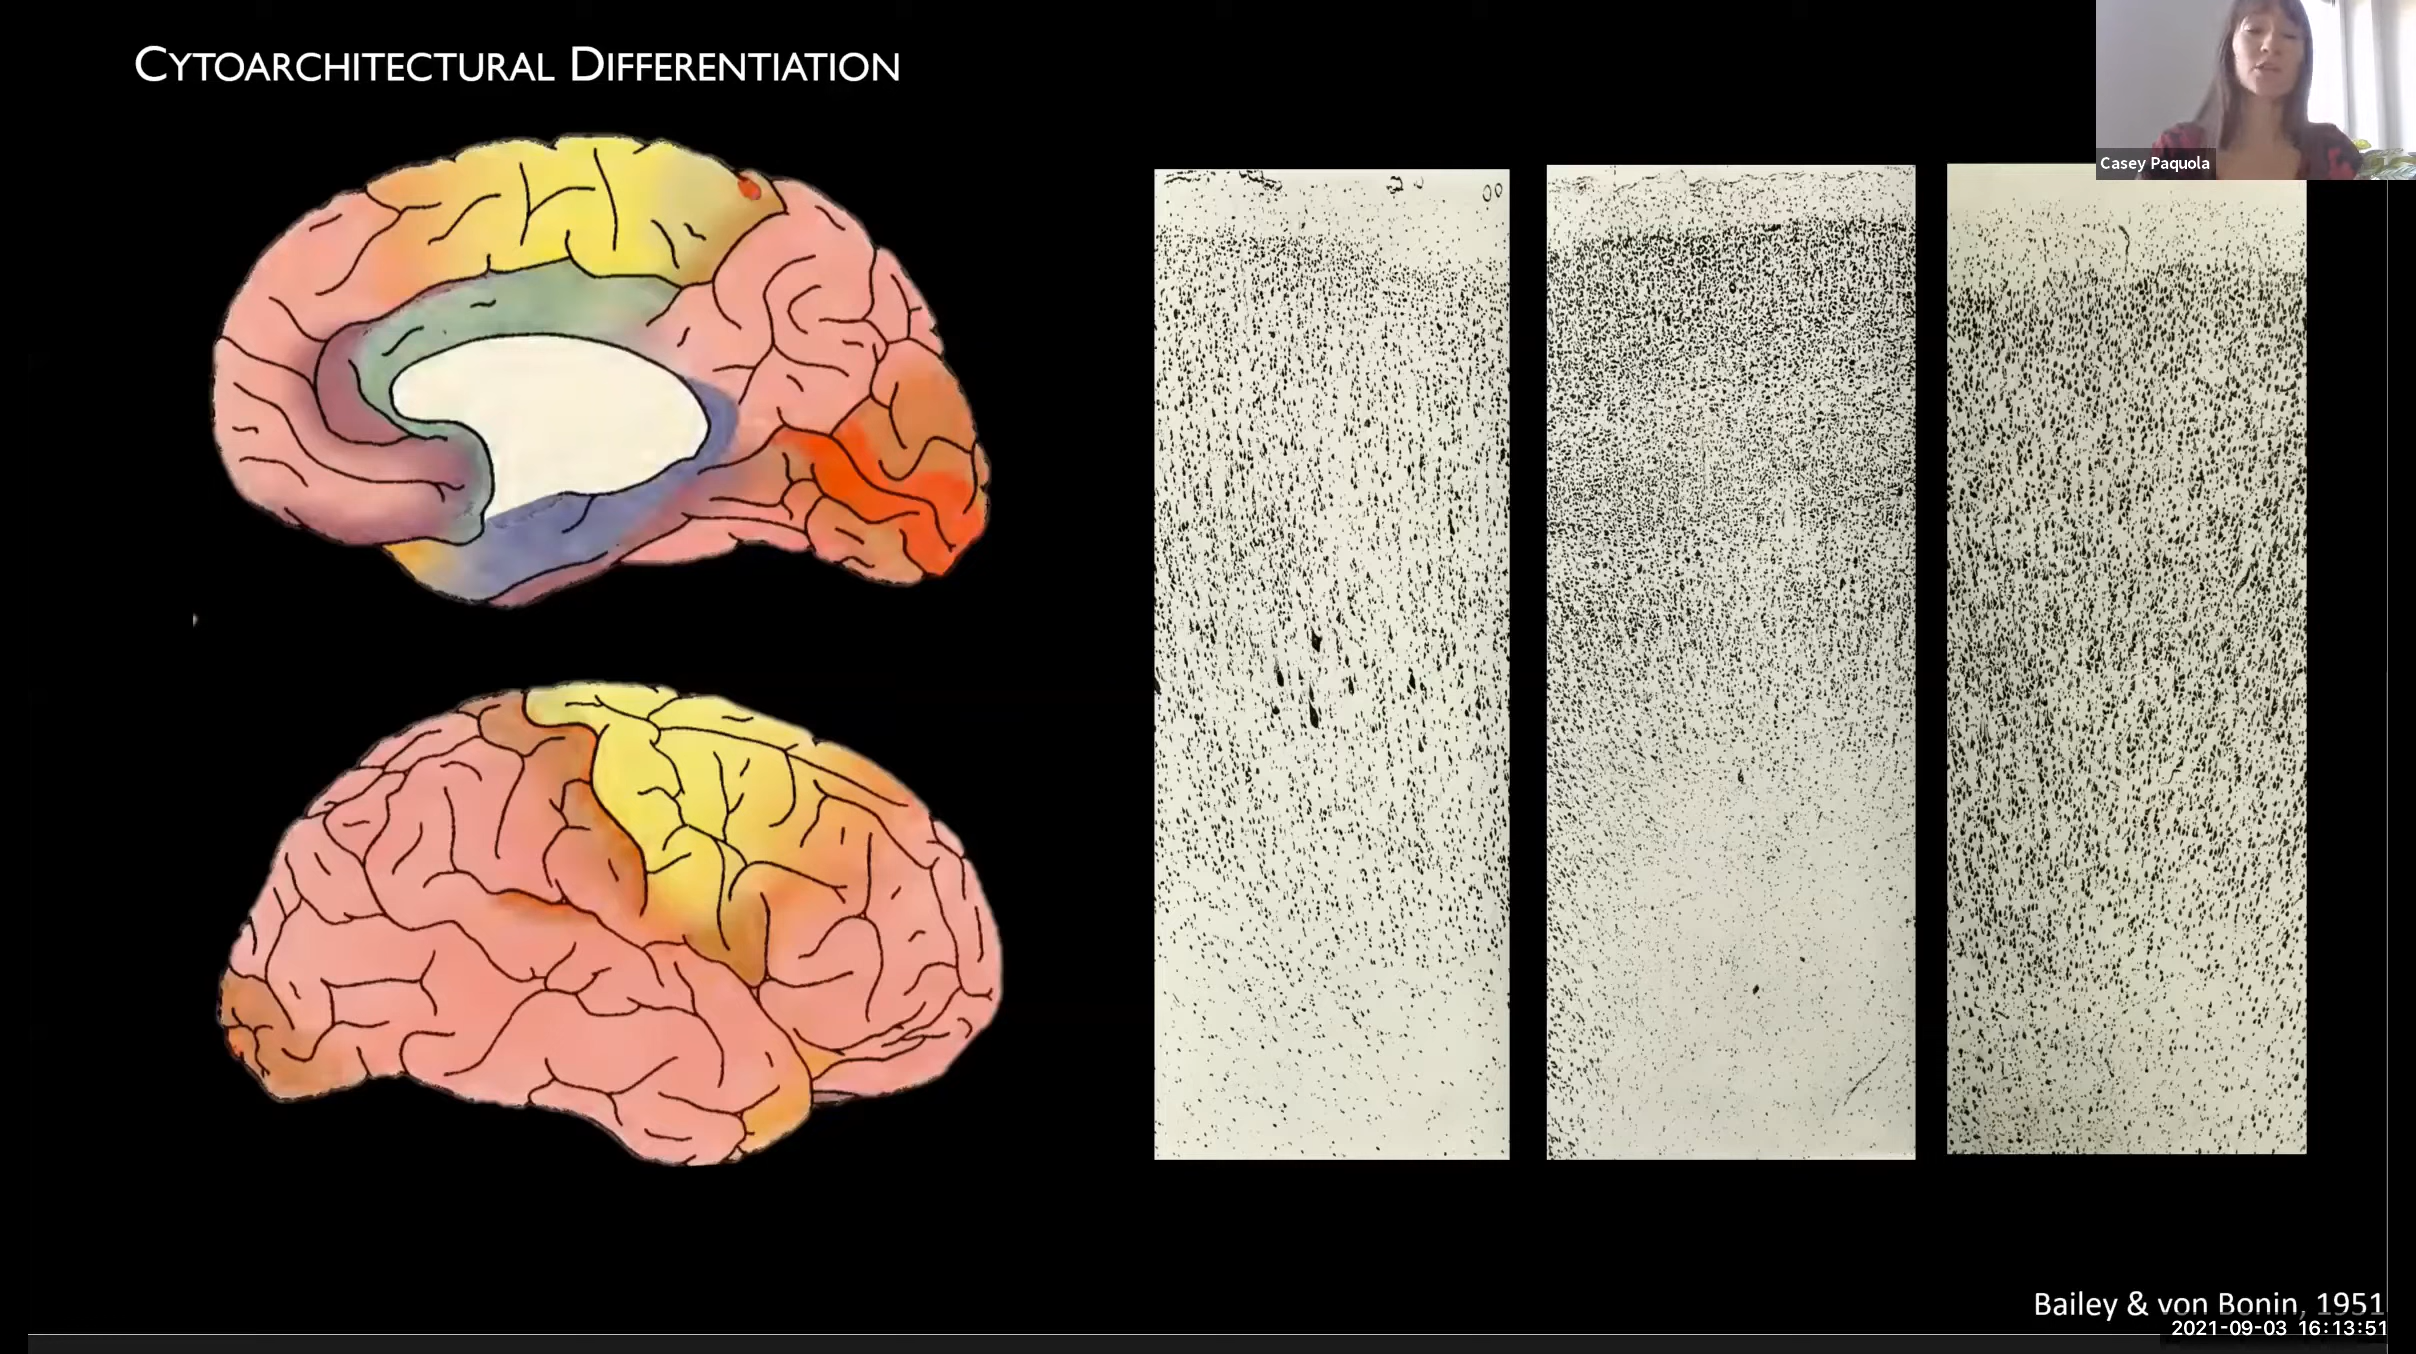 CYTOARCHITECTURAL DIFFERENTIATION
Casey Paquola
Bailey & von Bonin, 1951
2021-09-03 16:13:51